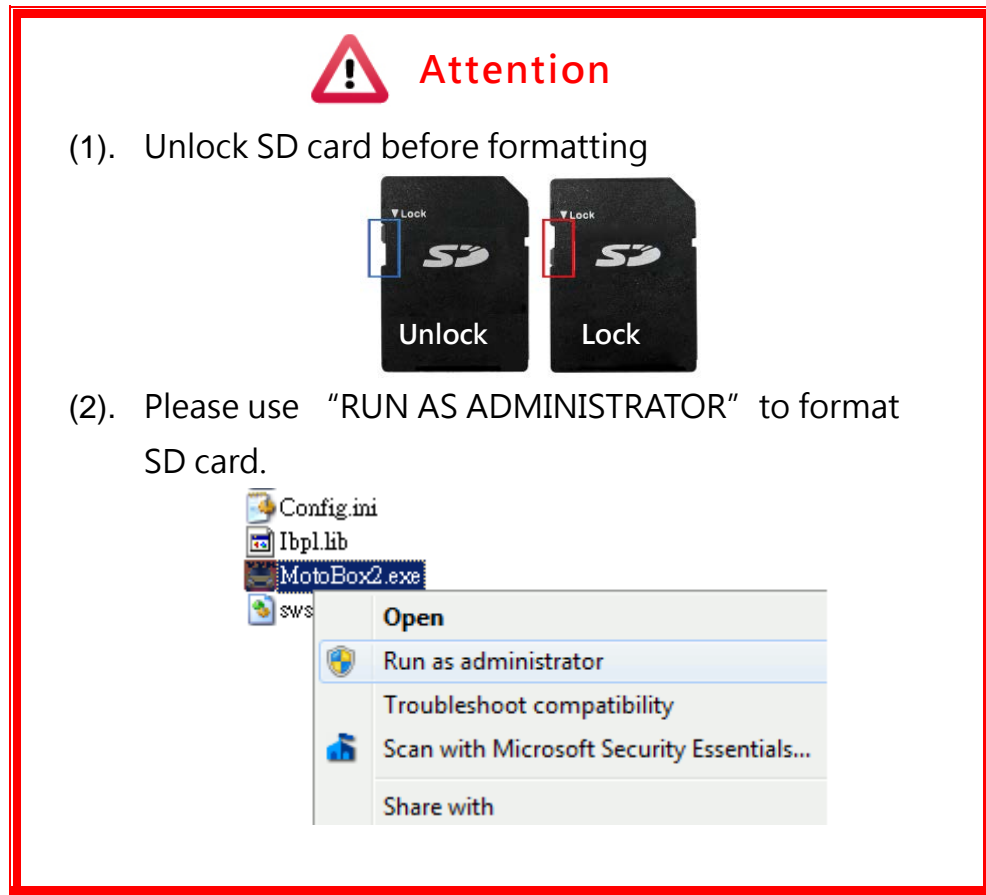 Attention
(1). Unlock SD card before formatting
▼Lock
SD
Unlock
▼Lock
SD
Lock
(2). Please use “RUN AS ADMINISTRATOR” to format
SD card.
Config.ini
Ibpl.lib
MotoBox2.exe
sws
Open
Run as administrator
Troubleshoot compatibility
Scan with Microsoft Security Essentials...
Share with